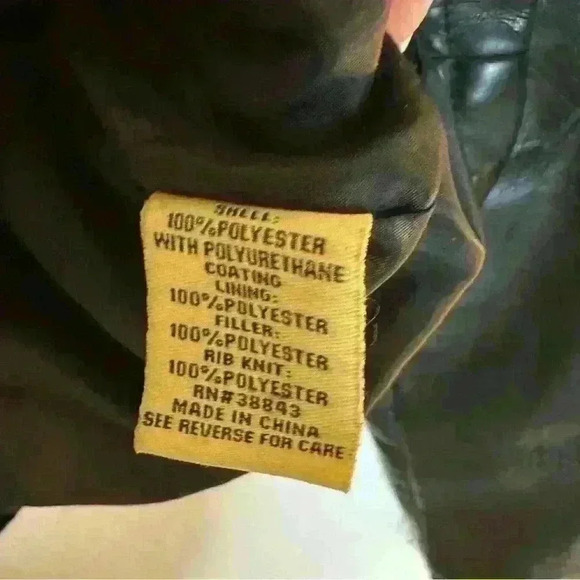 SHELL:
100%POLYESTER
WITH POLYURETHANE
COATING
LINING:
100%POLYESTER
FILLER:
100%POLYESTER
RIB KNIT:
100%POLYESTER
RN#38843
MADE IN CHINA
SEE REVERSE FOR CARE